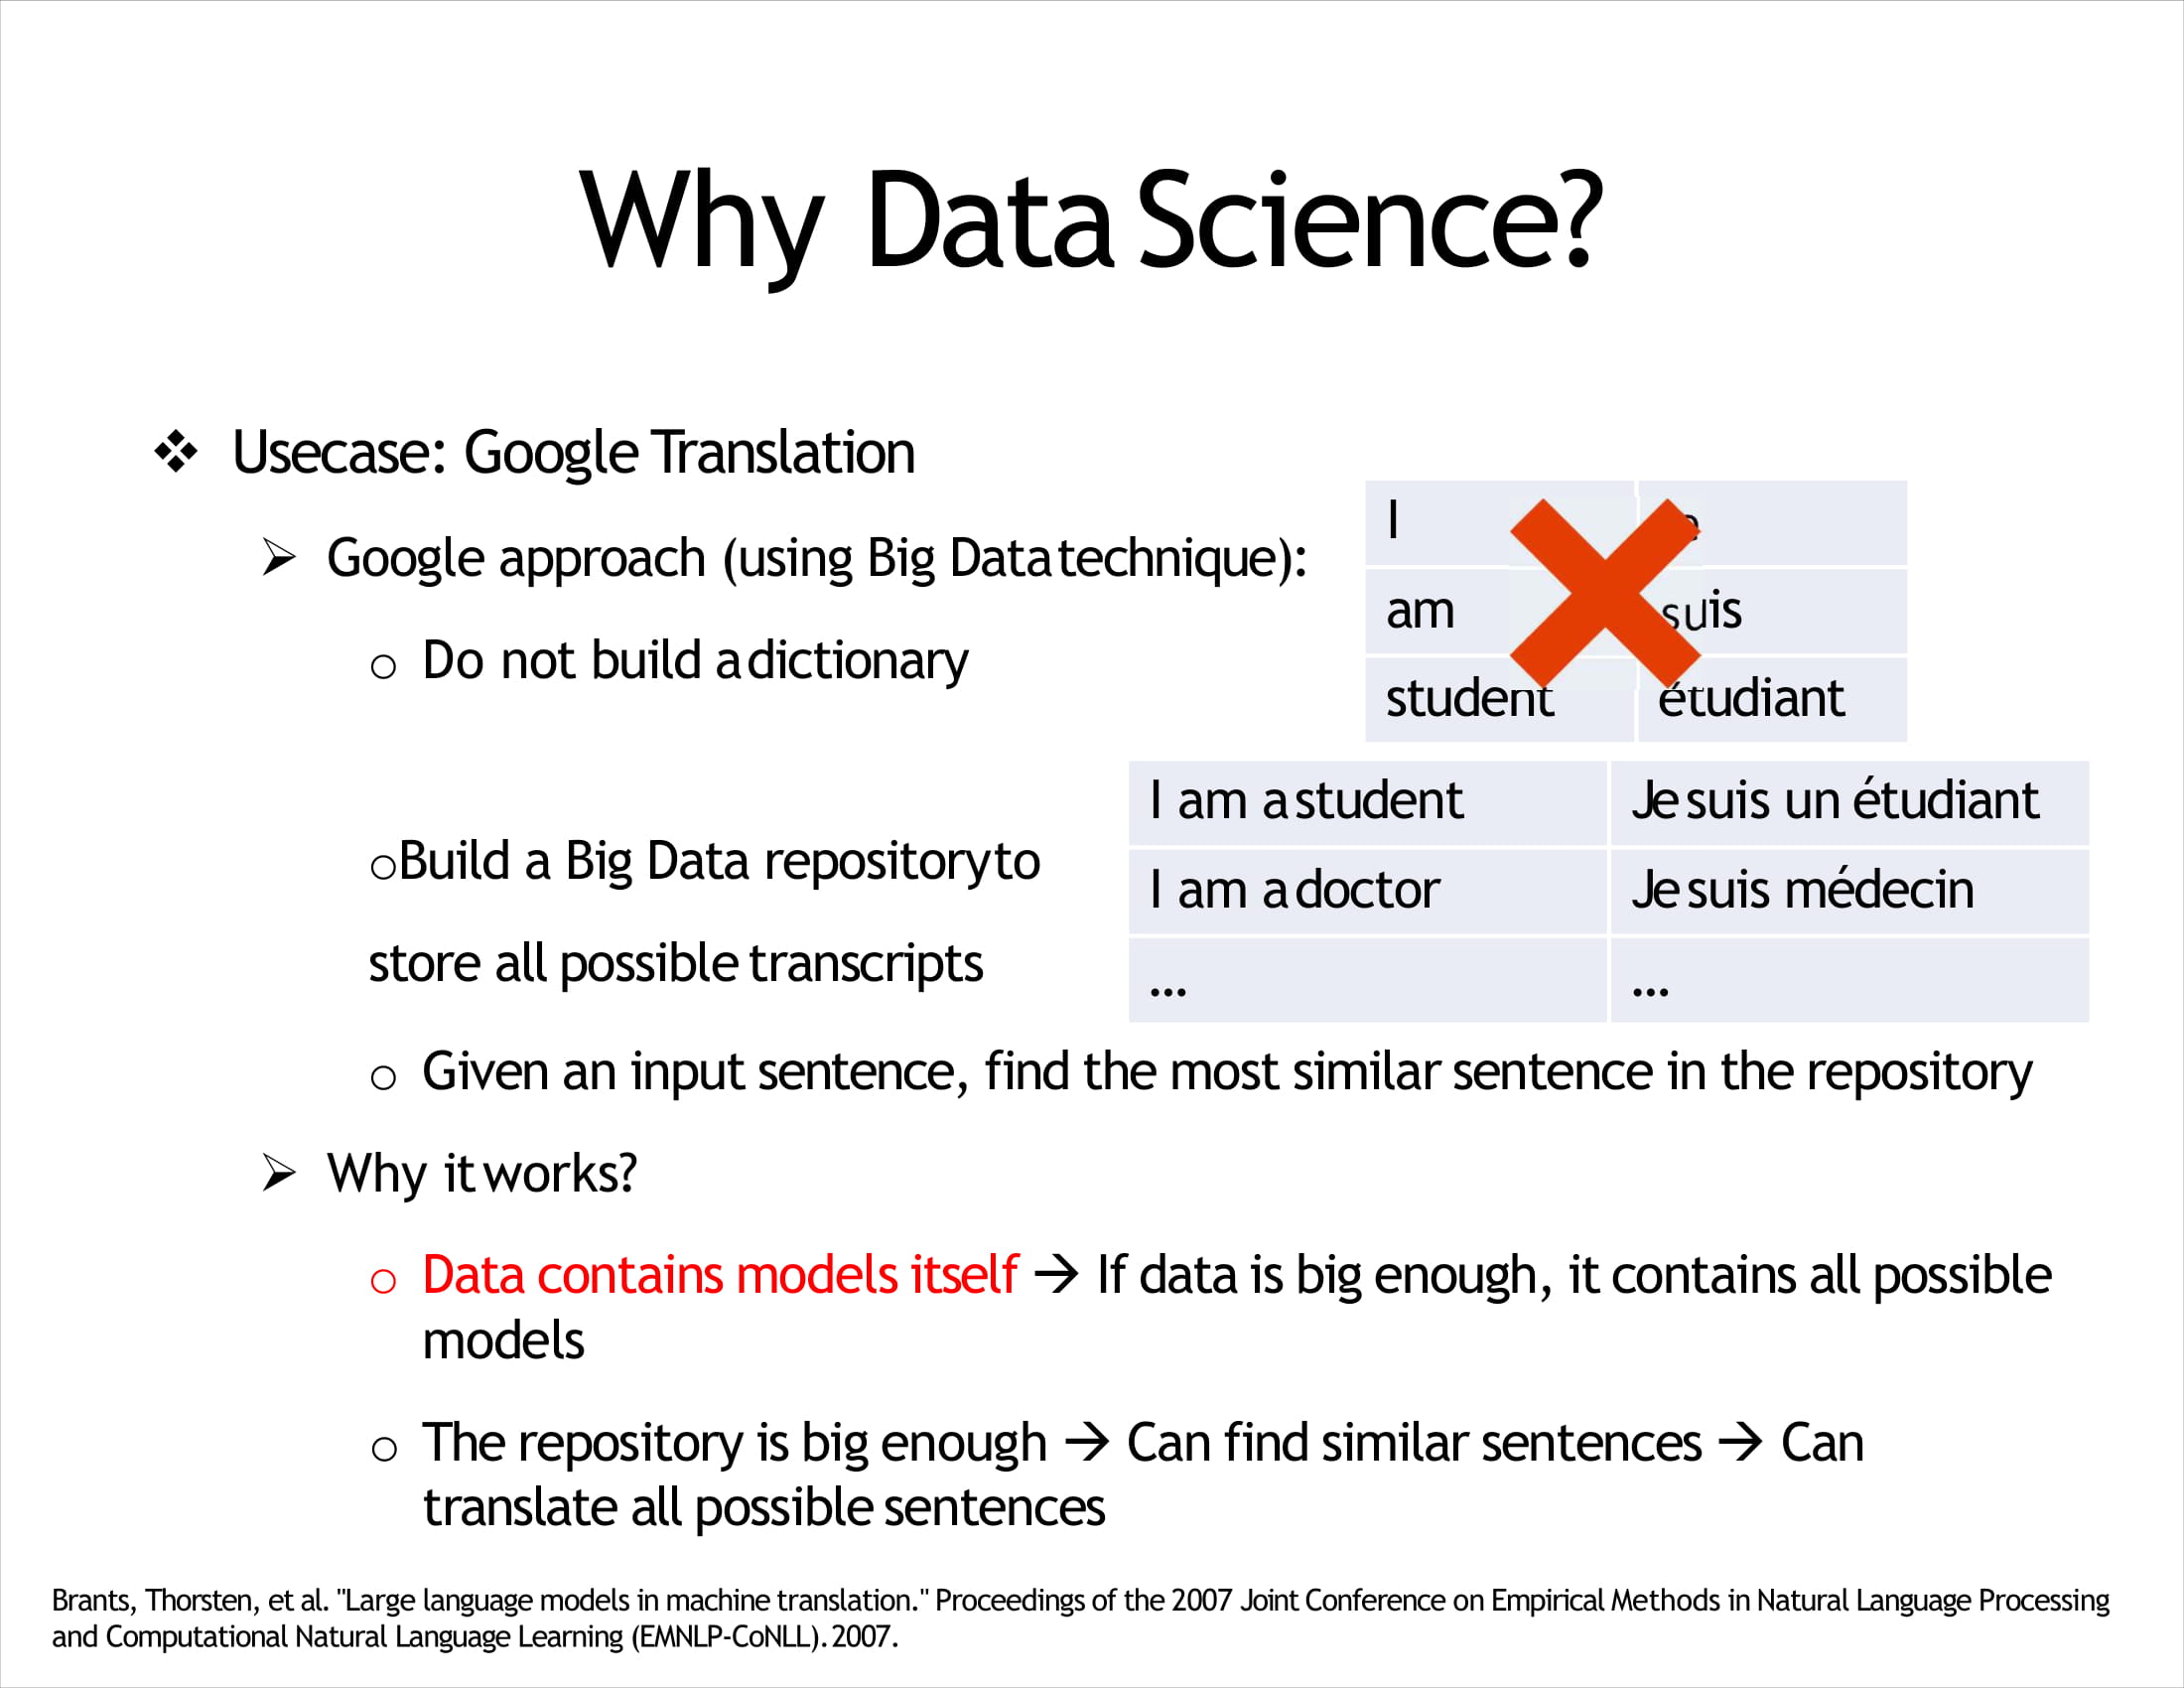 Why Data Science?
❖ Usecase: Google Translation
➢ Google approach (using Big Data technique):
o Do not build a dictionary
I
am suis
student étudiant
oBuild a Big Data repository to
store all possible transcripts
I am a student Je suis un étudiant
I am a doctor Je suis médecin
... ...
o Given an input sentence, find the most similar sentence in the repository
➢ Why it works?
o Data contains models itself → If data is big enough, it contains all possible
models
o The repository is big enough → Can find similar sentences → Can
translate all possible sentences
Brants, Thorsten, et al. "Large language models in machine translation." Proceedings of the 2007 Joint Conference on Empirical Methods in Natural Language Processing
and Computational Natural Language Learning (EMNLP-CoNLL). 2007.